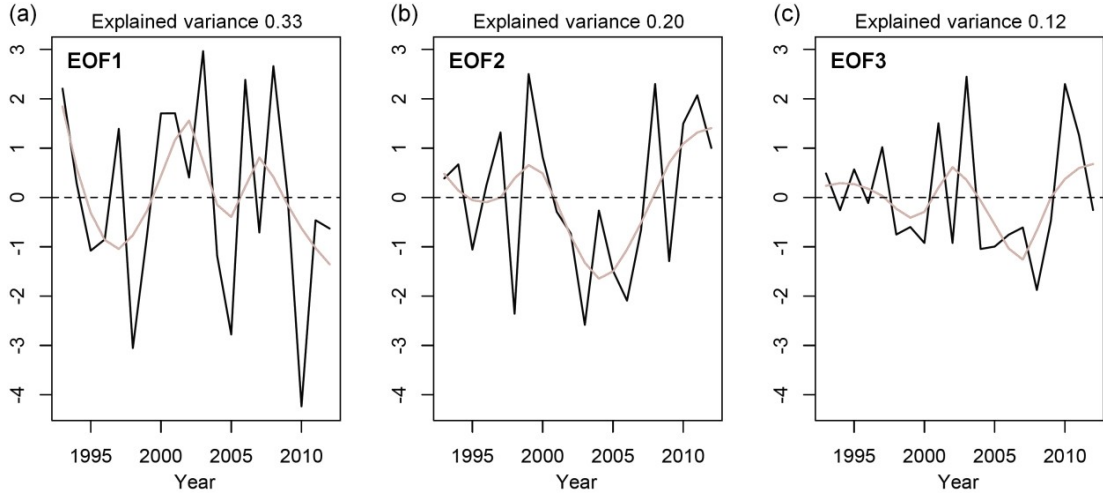 (a)
Explained variance 0.33
EOF1
3
2
1
0
-1
-2
-3
-4
1995 2000 2005 2010
Year
(b)
Explained variance 0.20
EOF2
3
2
1
0
-1
-2
-3
-4
1995 2000 2005 2010
Year
(c)
Explained variance 0.12
EOF3
3
2
1
0
-1
-2
-3
-4
1995 2000 2005 2010
Year